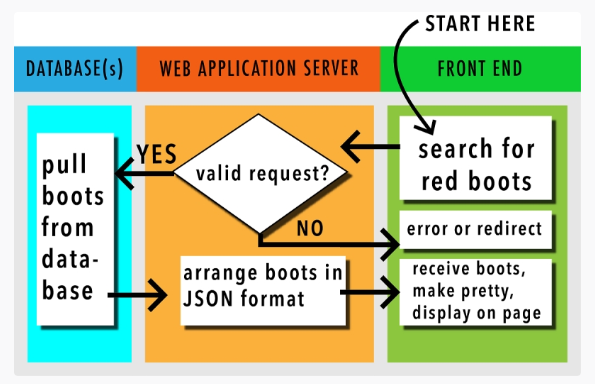 START HERE
DATABASE(s)
WEB APPLICATION SERVER
FRONT END
search for
red boots
valid request?
YES
NO
pull
boots
from
data-
base
error or redirect
arrange boots in
JSON format
receive boots,
make pretty,
display on page